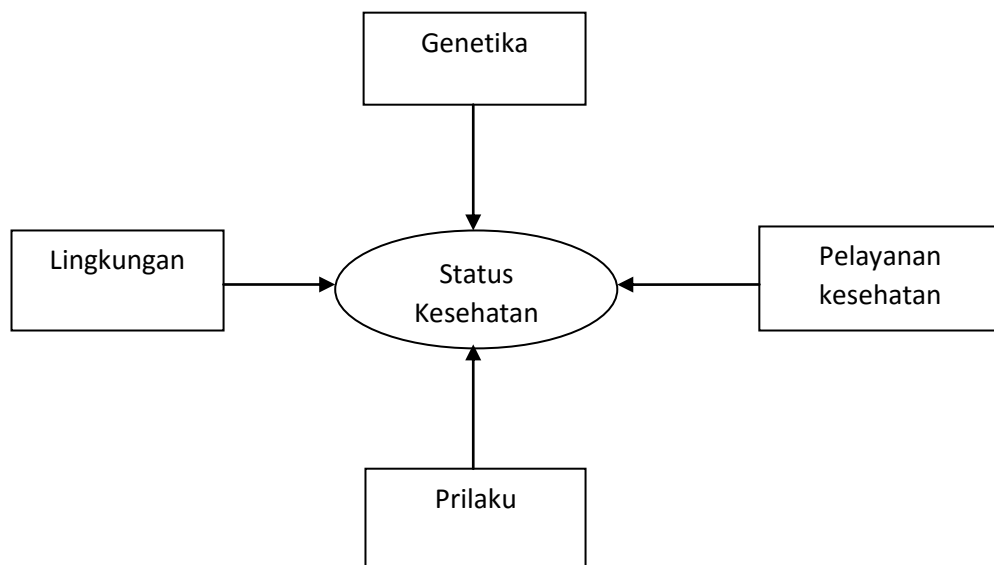 Genetika
Lingkungan
Status
Kesehatan
Pelayanan
kesehatan
Prilaku